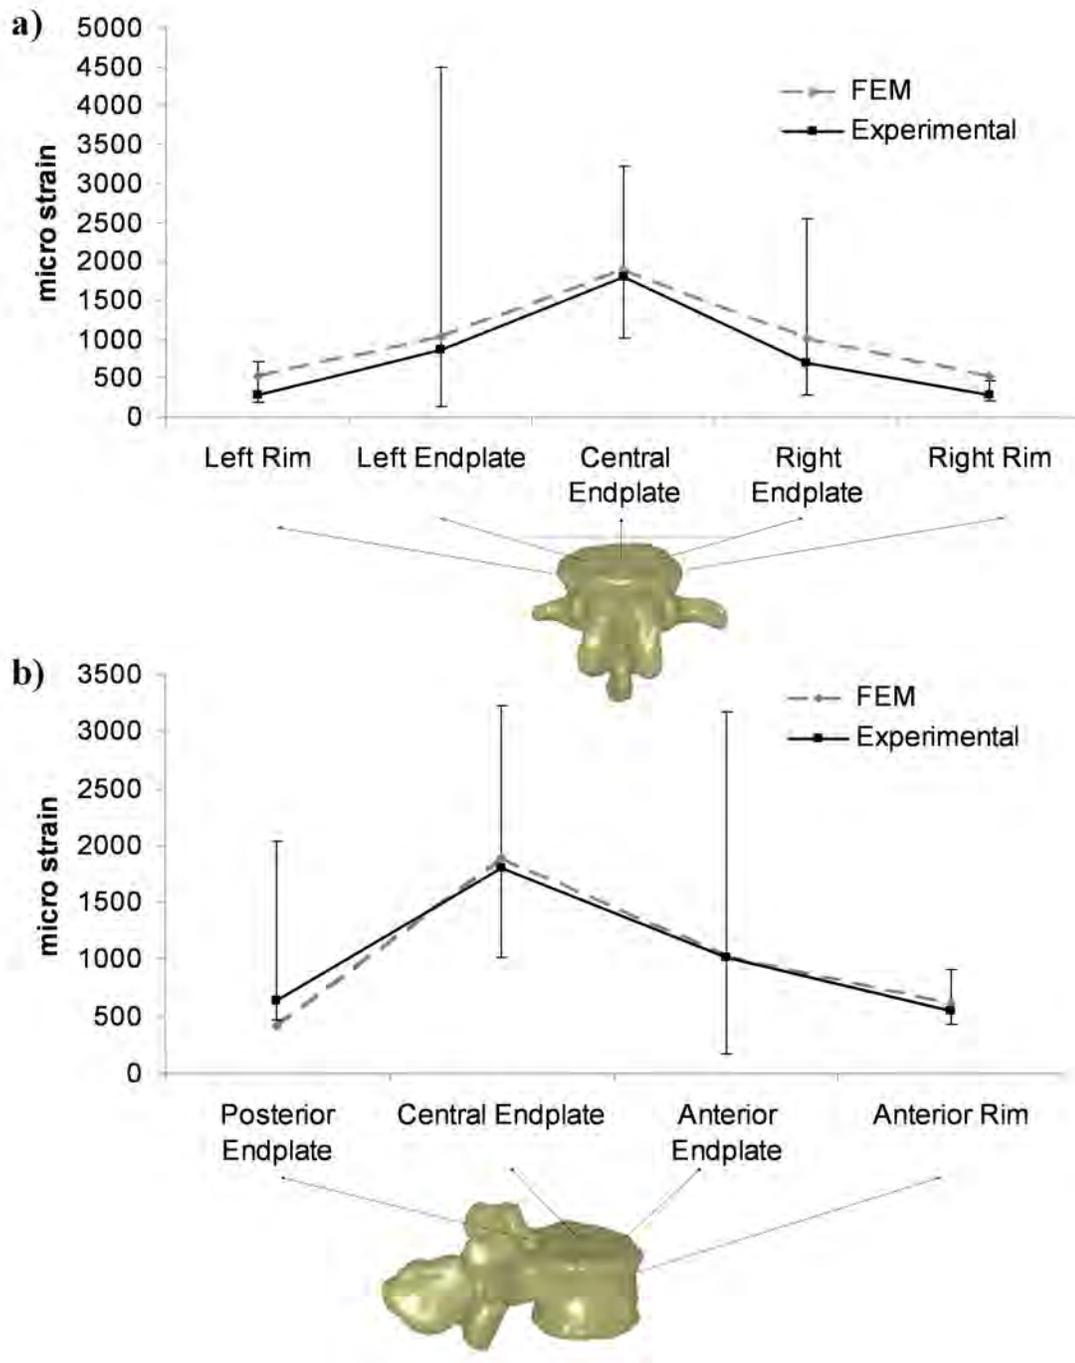 a)
5000
4500
4000
3500
3000
2500
2000
1500
1000
500
0
micro strain
FEM
Experimental
Left Rim Left Endplate Central Right Right Rim
Endplate Endplate
b)
3500
3000
2500
2000
1500
1000
500
0
micro strain
FEM
Experimental
Posterior Central Endplate Anterior Anterior Rim
Endplate Endplate